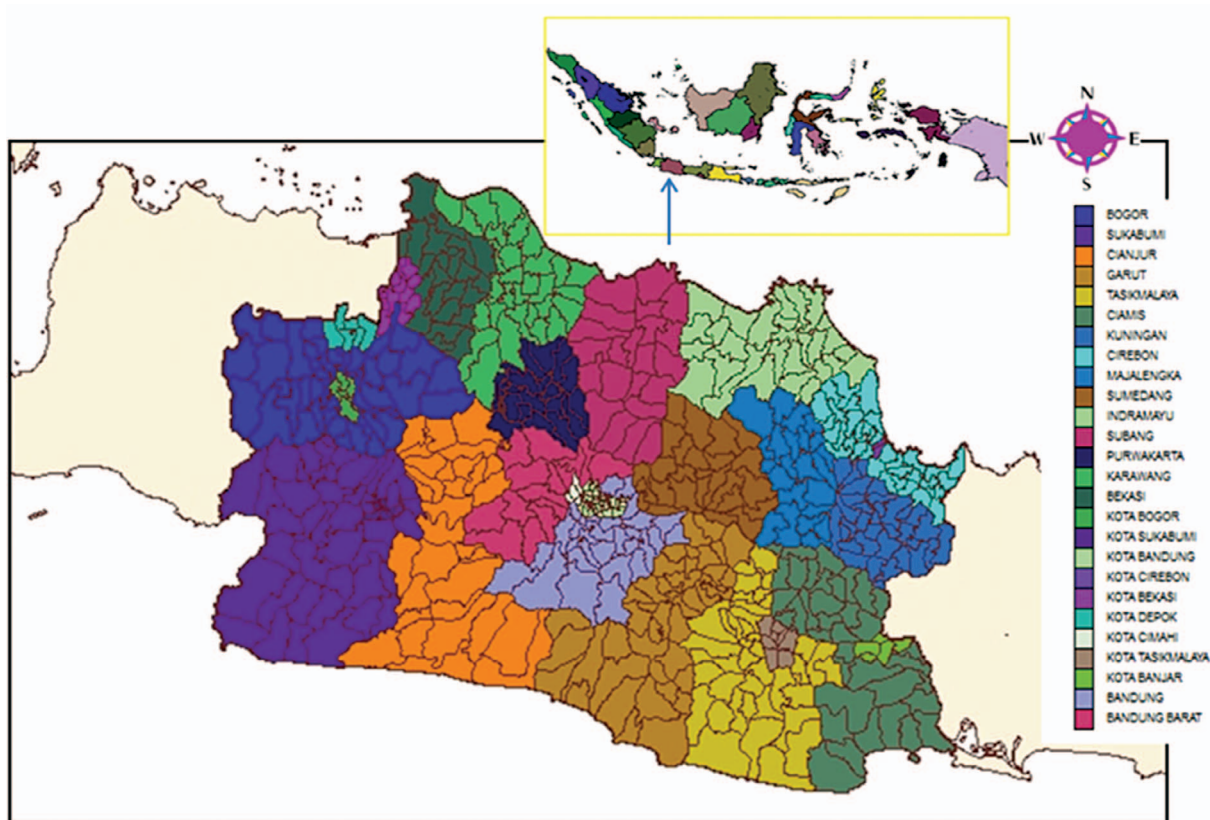 N
W E
S
BOGOR
SUKABUMI
CIANJUR
GARUT
TASIKMALAYA
CIAMIS
KUNINGAN
CIREBON
MAJALENGKA
SUMEDANG
INDRAMAYU
SUBANG
PURWAKARTA
KARAWANG
BEKASI
KOTA BOGOR
KOTA SUKABUMI
KOTA BANDUNG
KOTA CIREBON
KOTA BEKASI
KOTA DEPOK
KOTA CIMAHI
KOTA TASIKMALAYA
KOTA BANJAR
BANDUNG
BANDUNG BARAT